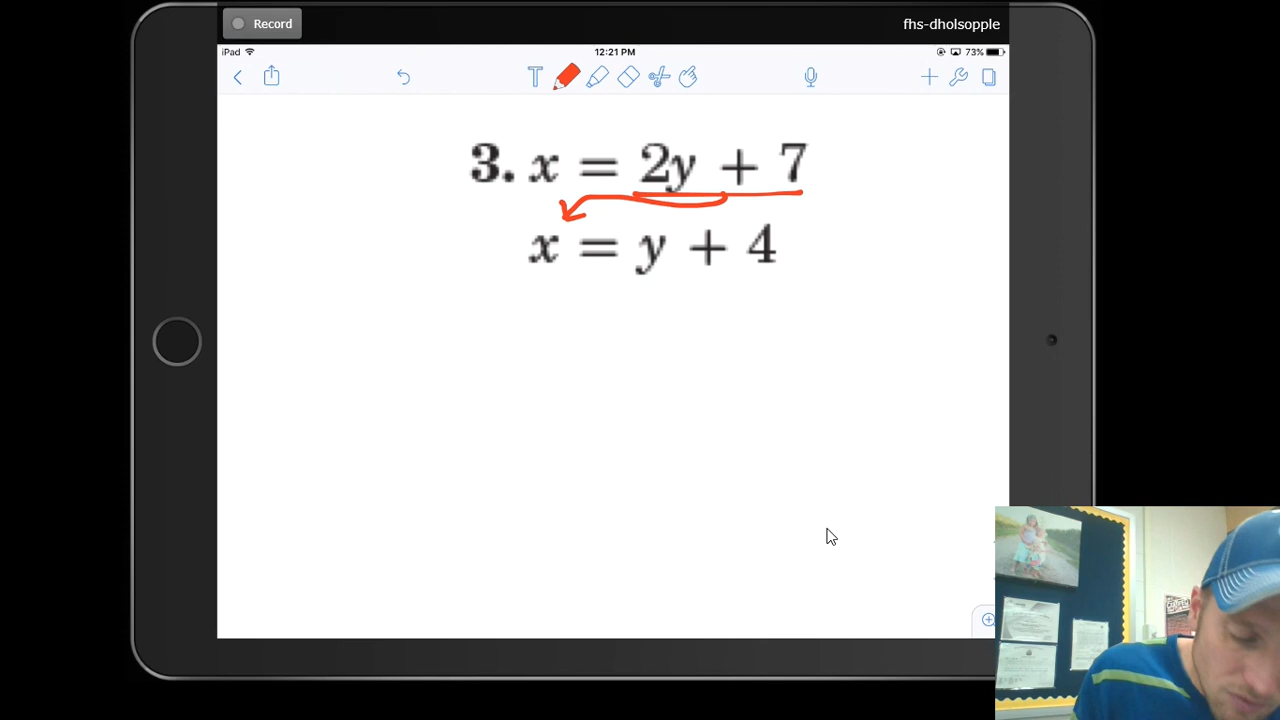 Record
fhs-dholsopple
iPad 12:21 PM 73%
T
3. x = 2y + 7
x = y + 4